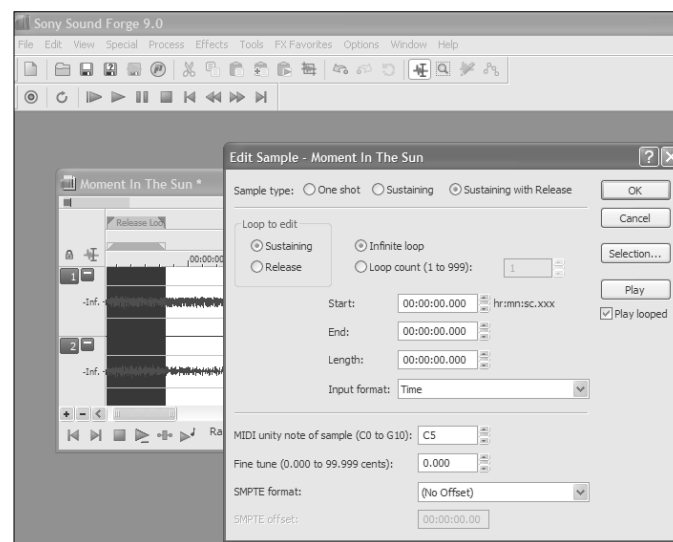 Sony Sound Forge 9.0
File Edit View Special Process Effects Tools FX Favorites Options Window Help
Moment In The Sun *
Release Loo
00:00:00
1
-Inf.
2
-Inf.
Ra
Edit Sample - Moment In The Sun
Sample type: One shot Sustaining Sustaining with Release
OK
Cancel
Selection...
Play
Play looped
Loop to edit
Sustaining
Release
Infinite loop
Loop count (1 to 999): 1
Start: 00:00:00.000 hr:mn:sc.xxx
End: 00:00:00.000
Length: 00:00:00.000
Input format: Time
MIDI unity note of sample (C0 to G10): C5
Fine tune (0.000 to 99.999 cents): 0.000
SMPTE format: (No Offset)
SMPTE offset: 00:00:00.00